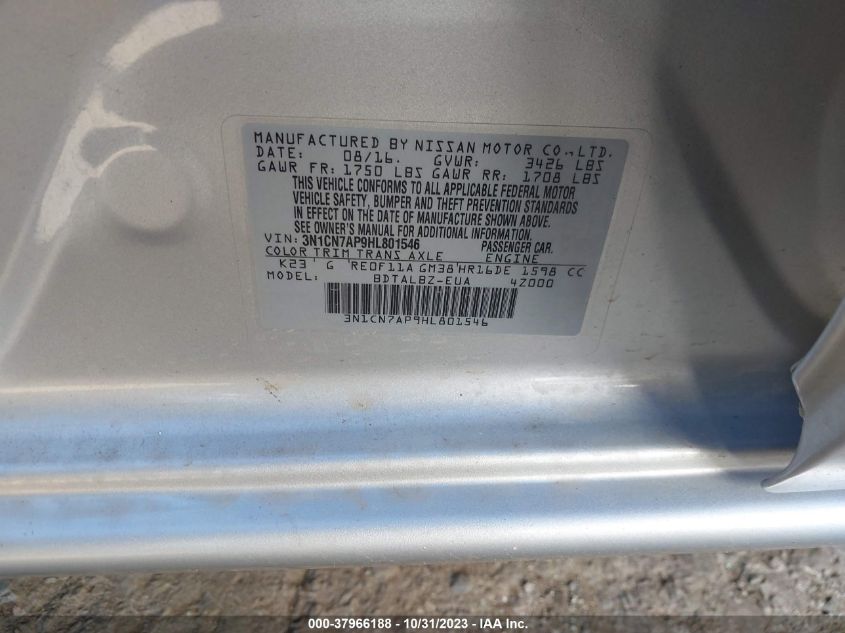 MANUFACTURED BY NISSAN MOTOR CO.,LTD.
DATE: 08/16. GVWR: 3426 LBS
GAWR FR: 1750 LBS GAWR RR: 1708 LBS
THIS VEHICLE CONFORMS TO ALL APPLICABLE FEDERAL MOTOR
VEHICLE SAFETY, BUMPER AND THEFT PREVENTION STANDARDS
IN EFFECT ON THE DATE OF MANUFACTURE SHOWN ABOVE.
SEE OWNER'S MANUAL FOR ADDITIONAL INFORMATION.
VIN: 3N1CN7AP9HL801546 PASSENGER CAR.
COLOR TRIM TRANS AXLE ENGINE
K23 ' G 'RE0F11A GM38'HR16DE 1598 CC
MODEL: BDTALBZ-EUA 4Z000
3N1CN7AP9HL801546
000-37966188 - 10/31/2023 - IAA Inc.